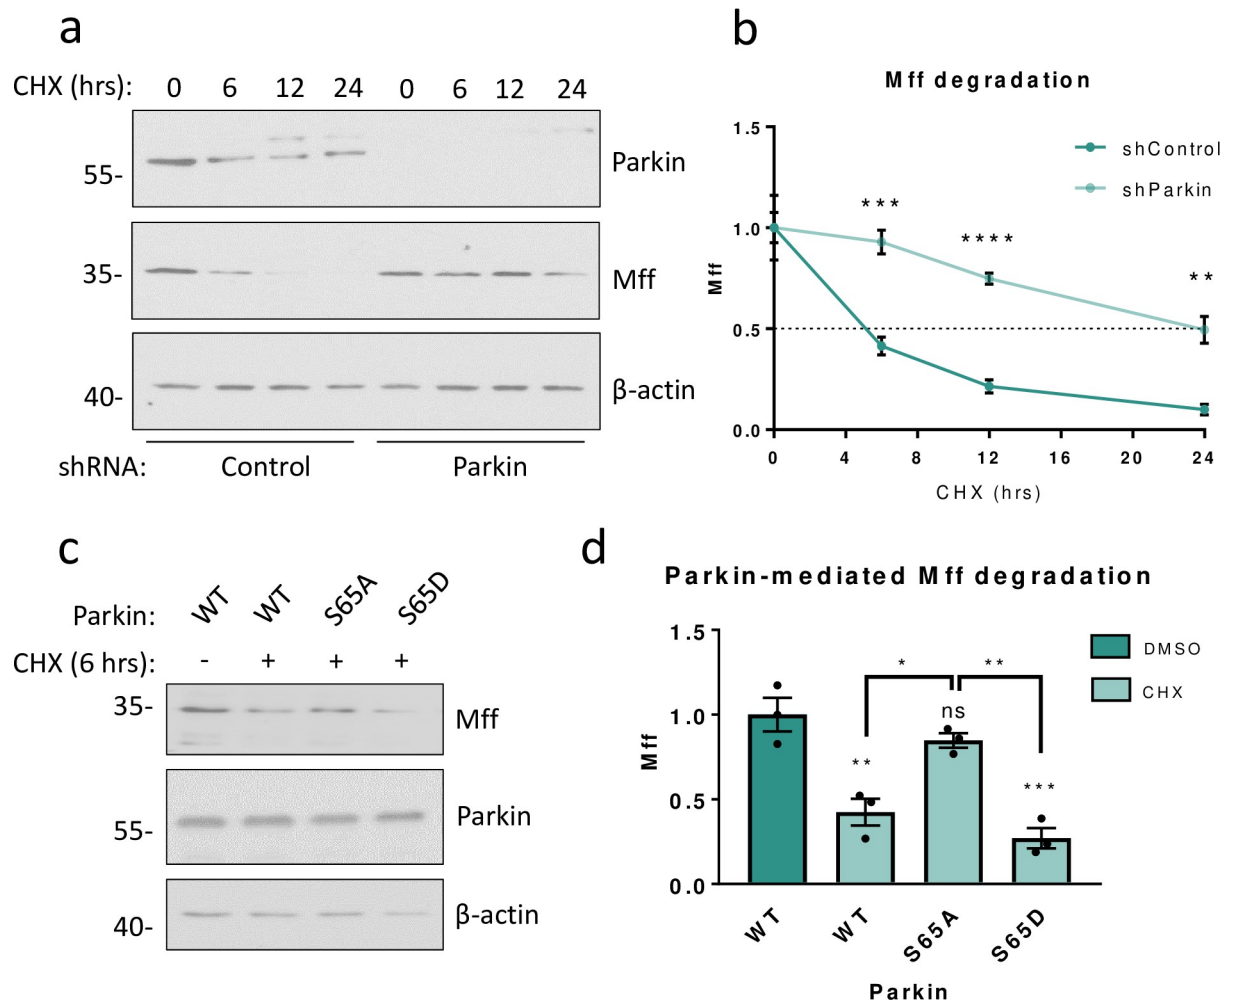 a
CHX (hrs): 0 6 12 24 0 6 12 24
55-
Parkin
35-
Mff
40-
β-actin
shRNA: Control Parkin
b
Mff degradation
1.5
1.0
0.5
0.0
Mff
shControl
shParkin
***
****
**
0 4 8 12 16 20 24
CHX (hrs)
c
Parkin: WT WT S65A S65D
CHX (6 hrs): - + + +
35-
Mff
55-
Parkin
40-
β-actin
d
Parkin-mediated Mff degradation
1.5
1.0
0.5
0.0
Mff
DMSO
CHX
* **
ns
**
***
WT WT S65A S65D
Parkin